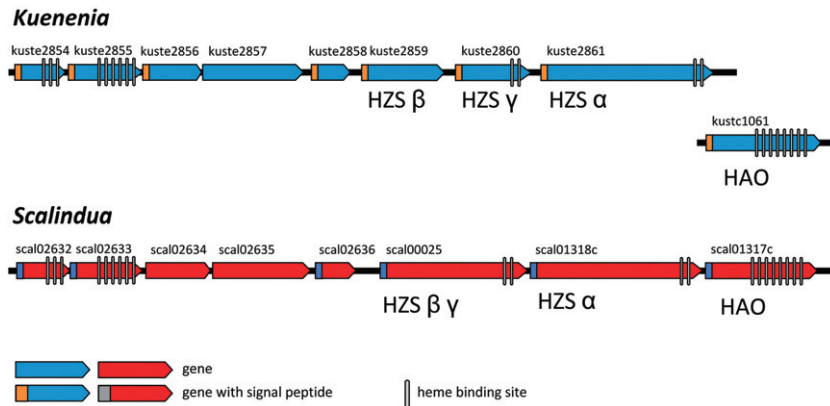 Kuenenia
kuste2854 kuste2855 kuste2856 kuste2857 kuste2858 kuste2859 kuste2860 kuste2861
HZS β HZS γ HZS α
kustc1061
HAO
Scalindua
scal02632 scal02633 scal02634 scal02635 scal02636 scal00025 scal01318c scal01317c
HZS β γ HZS α HAO
gene
gene with signal peptide heme binding site